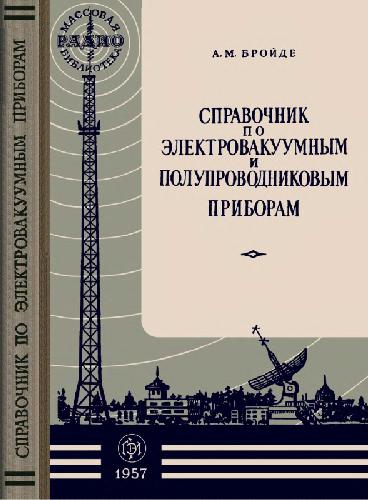 МАССОВАЯ
РАДИО
БИБЛИОТЕКА
А. М. БРОЙДЕ
СПРАВОЧНИК
ПО
ЭЛЕКТРОВАКУУМНЫМ
И
ПОЛУПРОВОДНИКОВЫМ
ПРИБОРАМ
1957
СПРАВОЧНИК ПО ЭЛЕКТРОВАКУУМНЫМ ПРИБОРАМ